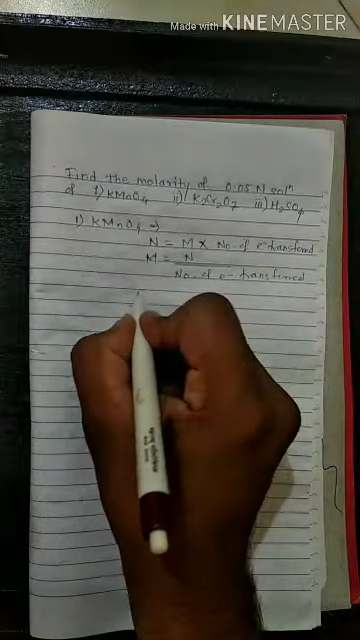 Made with KINEMASTER
Find the molarity of 0.05 N solⁿ
of i) KMnO4 ii) K2Cr2O7 iii) H2SO4
1) KMnO4 ⇒
N = M × No. of e- transferred
M = N
No. of e- transferred